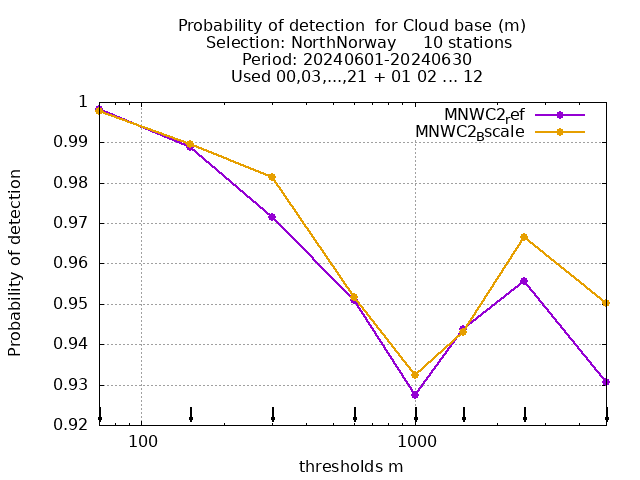 Probability of detection  for Cloud base (m)
Selection: NorthNorway     10 stations
Period: 20240601-20240630
Used 00,03,...,21 + 01 02 ... 12
MNWC2_ref
MNWC2_Bscale
1
0.99
0.98
0.97
0.96
0.95
0.94
0.93
0.92
Probability of detection
100
1000
thresholds m